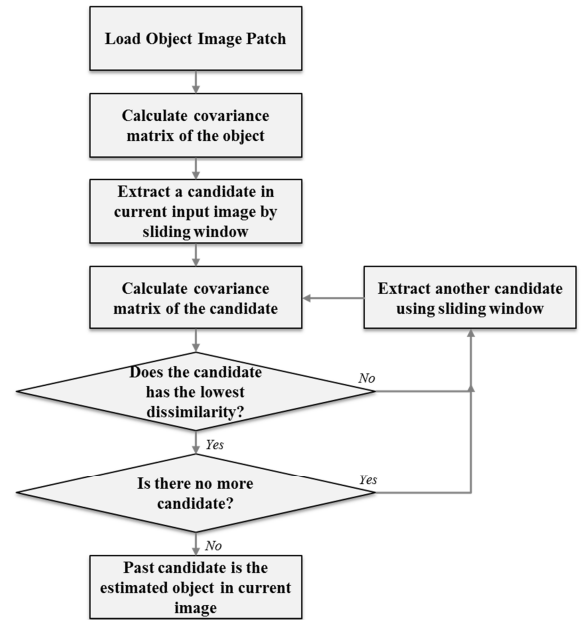 Load Object Image Patch
Calculate covariance
matrix of the object
Extract a candidate in
current input image by
sliding window
Calculate covariance
matrix of the candidate
Extract another candidate
using sliding window
Does the candidate
has the lowest
dissimilarity?
No
Yes
Is there no more
candidate?
Yes
No
Past candidate is the
estimated object in current
image